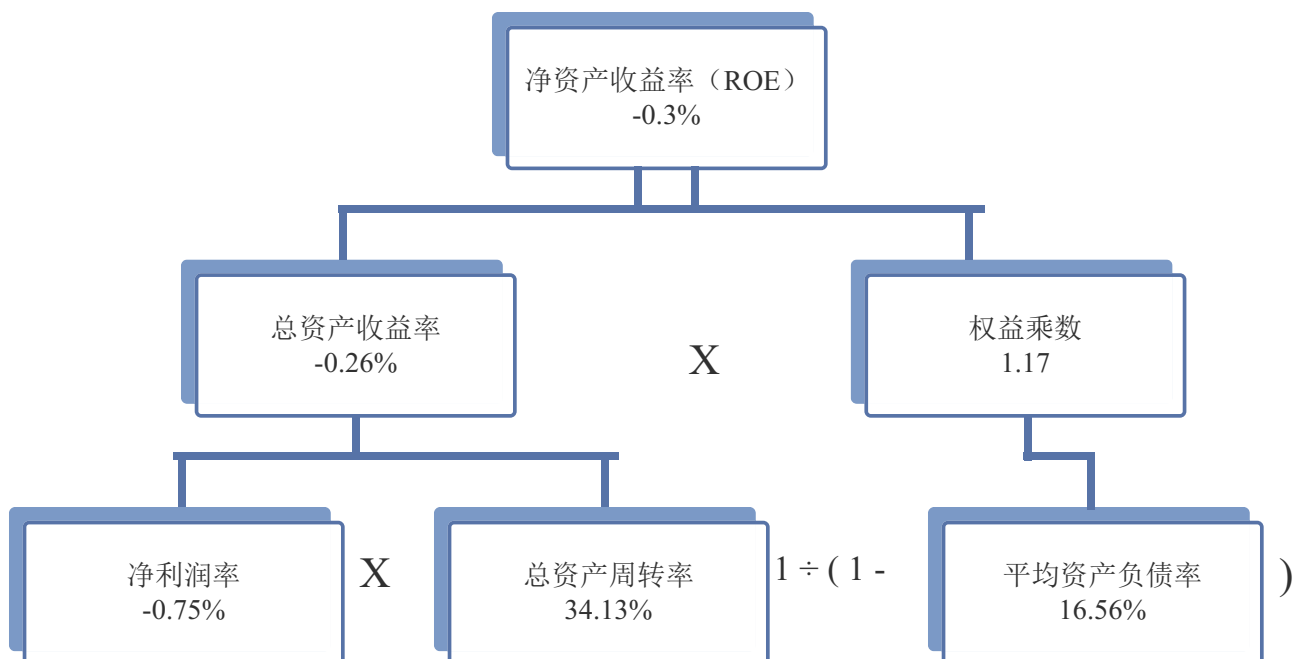 净资产收益率（ROE）
-0.3%
总资产收益率
-0.26%
X
权益乘数
1.17
净利润率
-0.75%
X
总资产周转率
34.13%
1 ÷ ( 1 -
平均资产负债率
16.56%
)